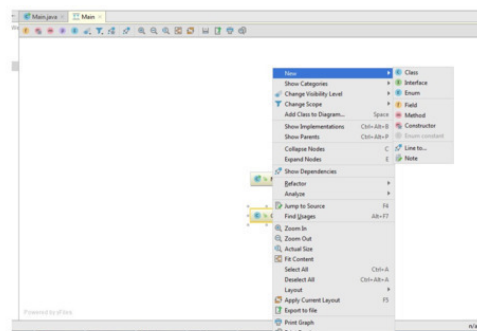 Main.java
Main
New
Show Categories
Change Visibility Level
Change Scope
Add Class to Diagram... Space
Show Implementations Ctrl+Alt+B
Show Parents Ctrl+Alt+P
Collapse Nodes C
Expand Nodes E
Show Dependencies
Refactor
Analyze
Jump to Source F4
Find Usages Alt+F7
Zoom In
Zoom Out
Actual Size
Fit Content
Select All Ctrl+A
Deselect All Ctrl+Alt+A
Layout
Apply Current Layout F5
Export to file
Print Graph
Class
Interface
Enum
Field
Method
Constructor
Enum constant
Line to...
Note
Powered by yFiles
n/a